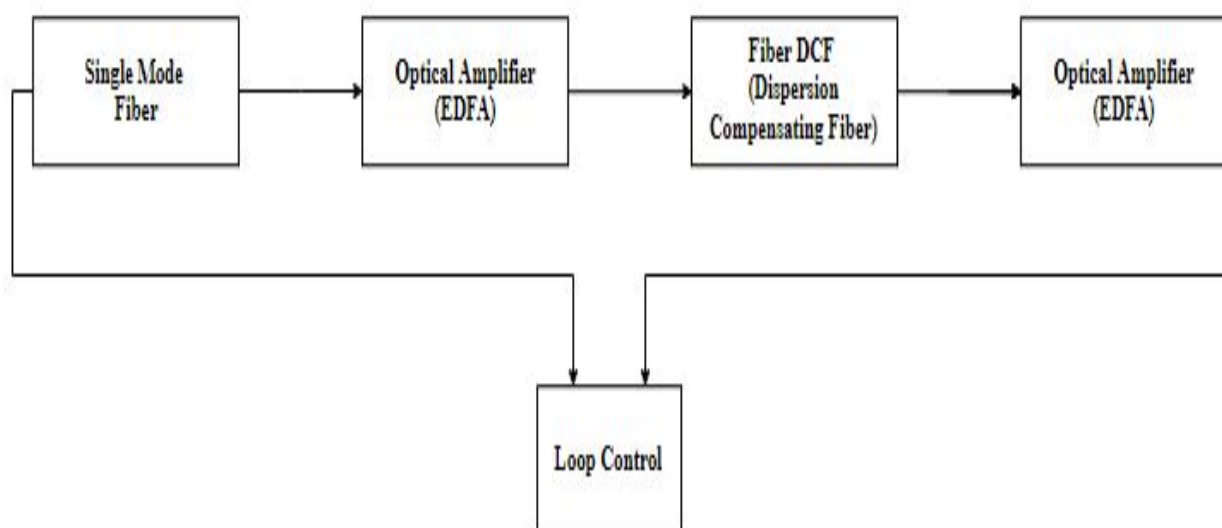 Single Mode
Fiber
Optical Amplifier
(EDFA)
Fiber DCF
(Dispersion
Compensating Fiber)
Optical Amplifier
(EDFA)
Loop Control